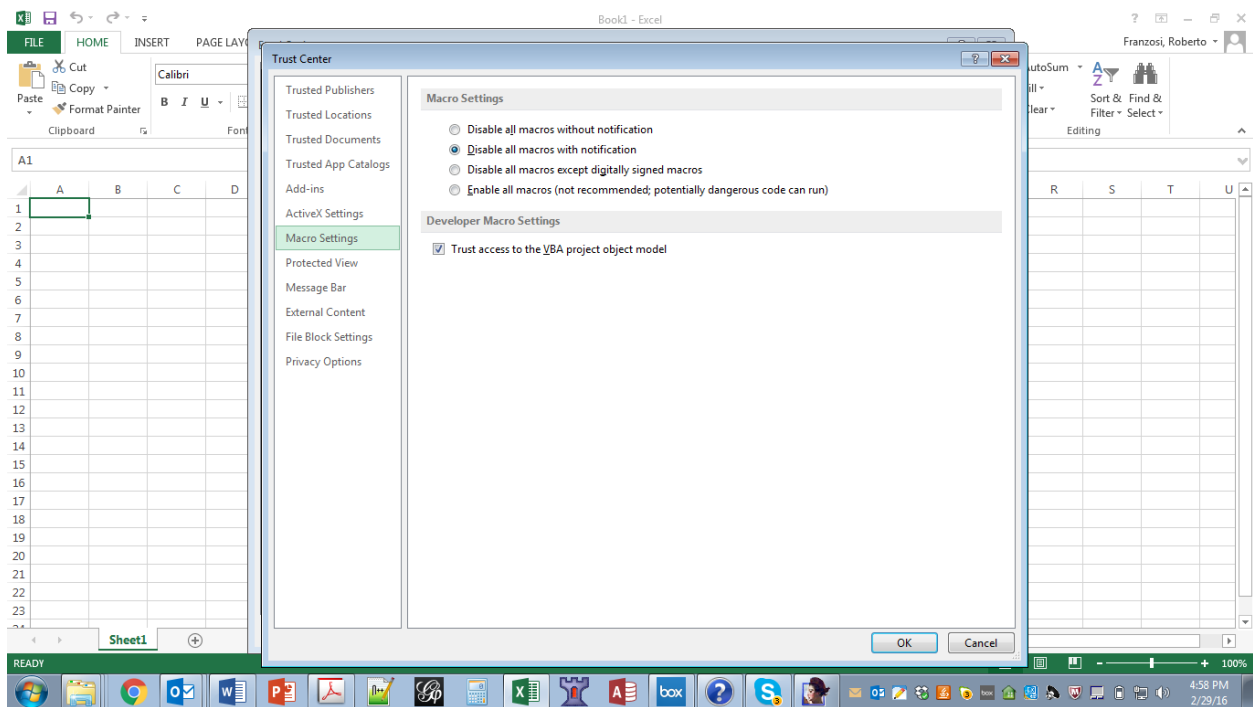 Book1 - Excel
?
FILE HOME INSERT PAGE LAY
Franzosi, Roberto
Cut
Copy
Format Painter
Paste
Clipboard
Calibri
B I U
Font
utoSum
ill
lear
Sort & Filter
Find & Select
Editing
A1
A B C D R S T U
1
2
3
4
5
6
7
8
9
10
11
12
13
14
15
16
17
18
19
20
21
22
23
Trust Center
?
Trusted Publishers
Trusted Locations
Trusted Documents
Trusted App Catalogs
Add-ins
ActiveX Settings
Macro Settings
Protected View
Message Bar
External Content
File Block Settings
Privacy Options
Macro Settings
Disable all macros without notification
Disable all macros with notification
Disable all macros except digitally signed macros
Enable all macros (not recommended; potentially dangerous code can run)
Developer Macro Settings
Trust access to the VBA project object model
OK Cancel
Sheet1
READY
100%
box
4:58 PM
2/29/16